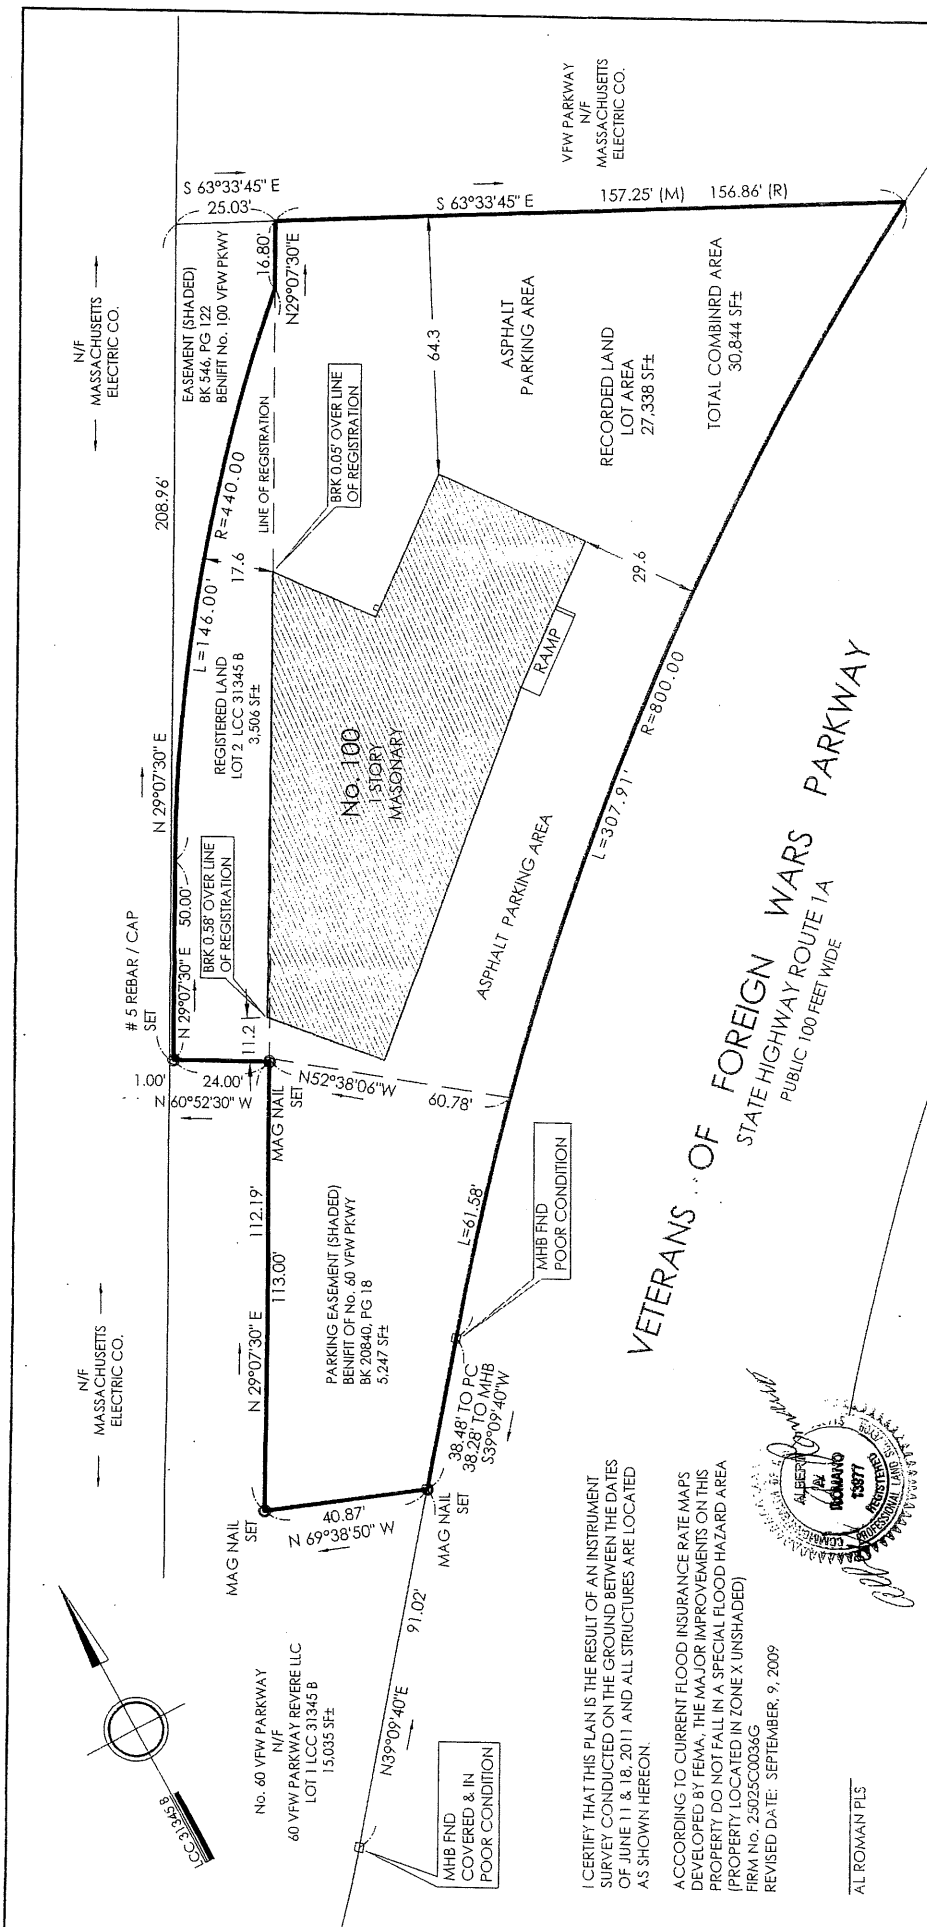 LCC 31345 B
No. 60 VFW PARKWAY
N/F
60 VFW PARKWAY REVERE LLC
LOT 1 LCC 31345 B
15,035 SF±
MHB FND
COVERED & IN
POOR CONDITION
N39°09'40"E
91.02'
MAG NAIL
SET
MAG NAIL
SET
40.87'
N 69°38'50" W
N/F
MASSACHUSETTS
ELECTRIC CO.
N 29°07'30" E
112.19'
113.00'
PARKING EASEMENT (SHADED)
BENIFIT OF No. 60 VFW PKWY
BK 20840, PG 18
5,247 SF±
38.48' TO PC
38.28' TO MHB
S39°09'40"W
MHB FND
POOR CONDITION
L=61.58'
# 5 REBAR / CAP
SET
1.00'
24.00'
N 60°52'30" W
MAG NAIL
SET
11.2
N52°38'06"W
60.78'
N 29°07'30" E 50.00'
BRK 0.58' OVER LINE
OF REGISTRATION
N 29°07'30" E
208.96'
REGISTERED LAND
LOT 2 LCC 31345 B
3,506 SF±
L=146.00'
R=440.00
17.6
LINE OF REGISTRATION
BRK 0.05' OVER LINE
OF REGISTRATION
No. 100
1 STORY
MASONARY
RAMP
ASPHALT PARKING AREA
L=307.91'
R=800.00
29.6
64.3
N/F
MASSACHUSETTS
ELECTRIC CO.
EASEMENT (SHADED)
BK 546, PG 122
BENIFIT No. 100 VFW PKWY
S 63°33'45" E
25.03'
16.80'
N29°07'30"E
S 63°33'45" E
157.25' (M)
156.86' (R)
ASPHALT
PARKING AREA
RECORDED LAND
LOT AREA
27,338 SF±
TOTAL COMBINRD AREA
30,844 SF±
VFW PARKWAY
N/F
MASSACHUSETTS
ELECTRIC CO.
VETERANS OF FOREIGN WARS PARKWAY
STATE HIGHWAY ROUTE 1A
PUBLIC 100 FEET WIDE
I CERTIFY THAT THIS PLAN IS THE RESULT OF AN INSTRUMENT
SURVEY CONDUCTED ON THE GROUND BETWEEN THE DATES
OF JUNE 11 & 18, 2011 AND ALL STRUCTURES ARE LOCATED
AS SHOWN HEREON.
ACCORDING TO CURRENT FLOOD INSURANCE RATE MAPS
DEVELOPED BY FEMA, THE MAJOR IMPROVEMENTS ON THIS
PROPERTY DO NOT FALL IN A SPECIAL FLOOD HAZARD AREA
(PROPERTY LOCATED IN ZONE X UNSHADED)
FIRM No. 25025C0036G
REVISED DATE: SEPTEMBER, 9, 2009
AL ROMAN PLS
ROMANO
REGISTERED
PROFESSIONAL LAND